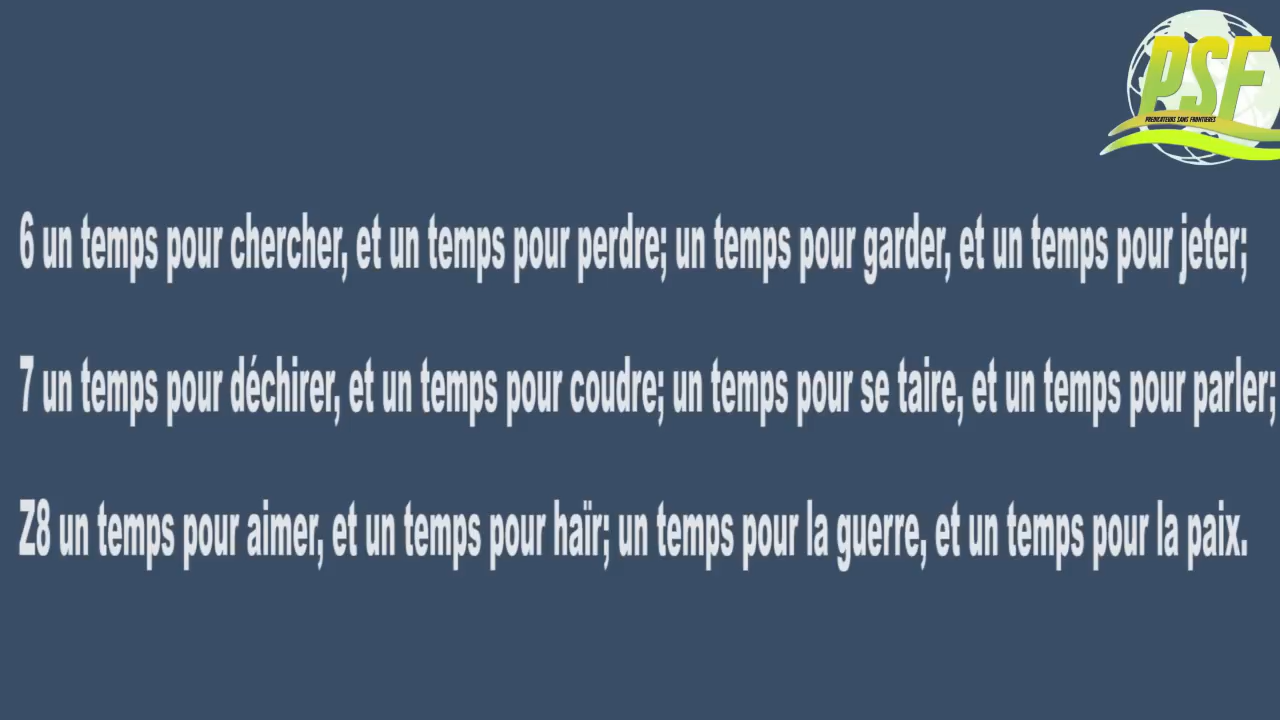 PSF
PREDICATEURS SANS FRONTIERES
6 un temps pour chercher, et un temps pour perdre; un temps pour garder, et un temps pour jeter;
7 un temps pour déchirer, et un temps pour coudre; un temps pour se taire, et un temps pour parler;
Z8 un temps pour aimer, et un temps pour haïr; un temps pour la guerre, et un temps pour la paix.